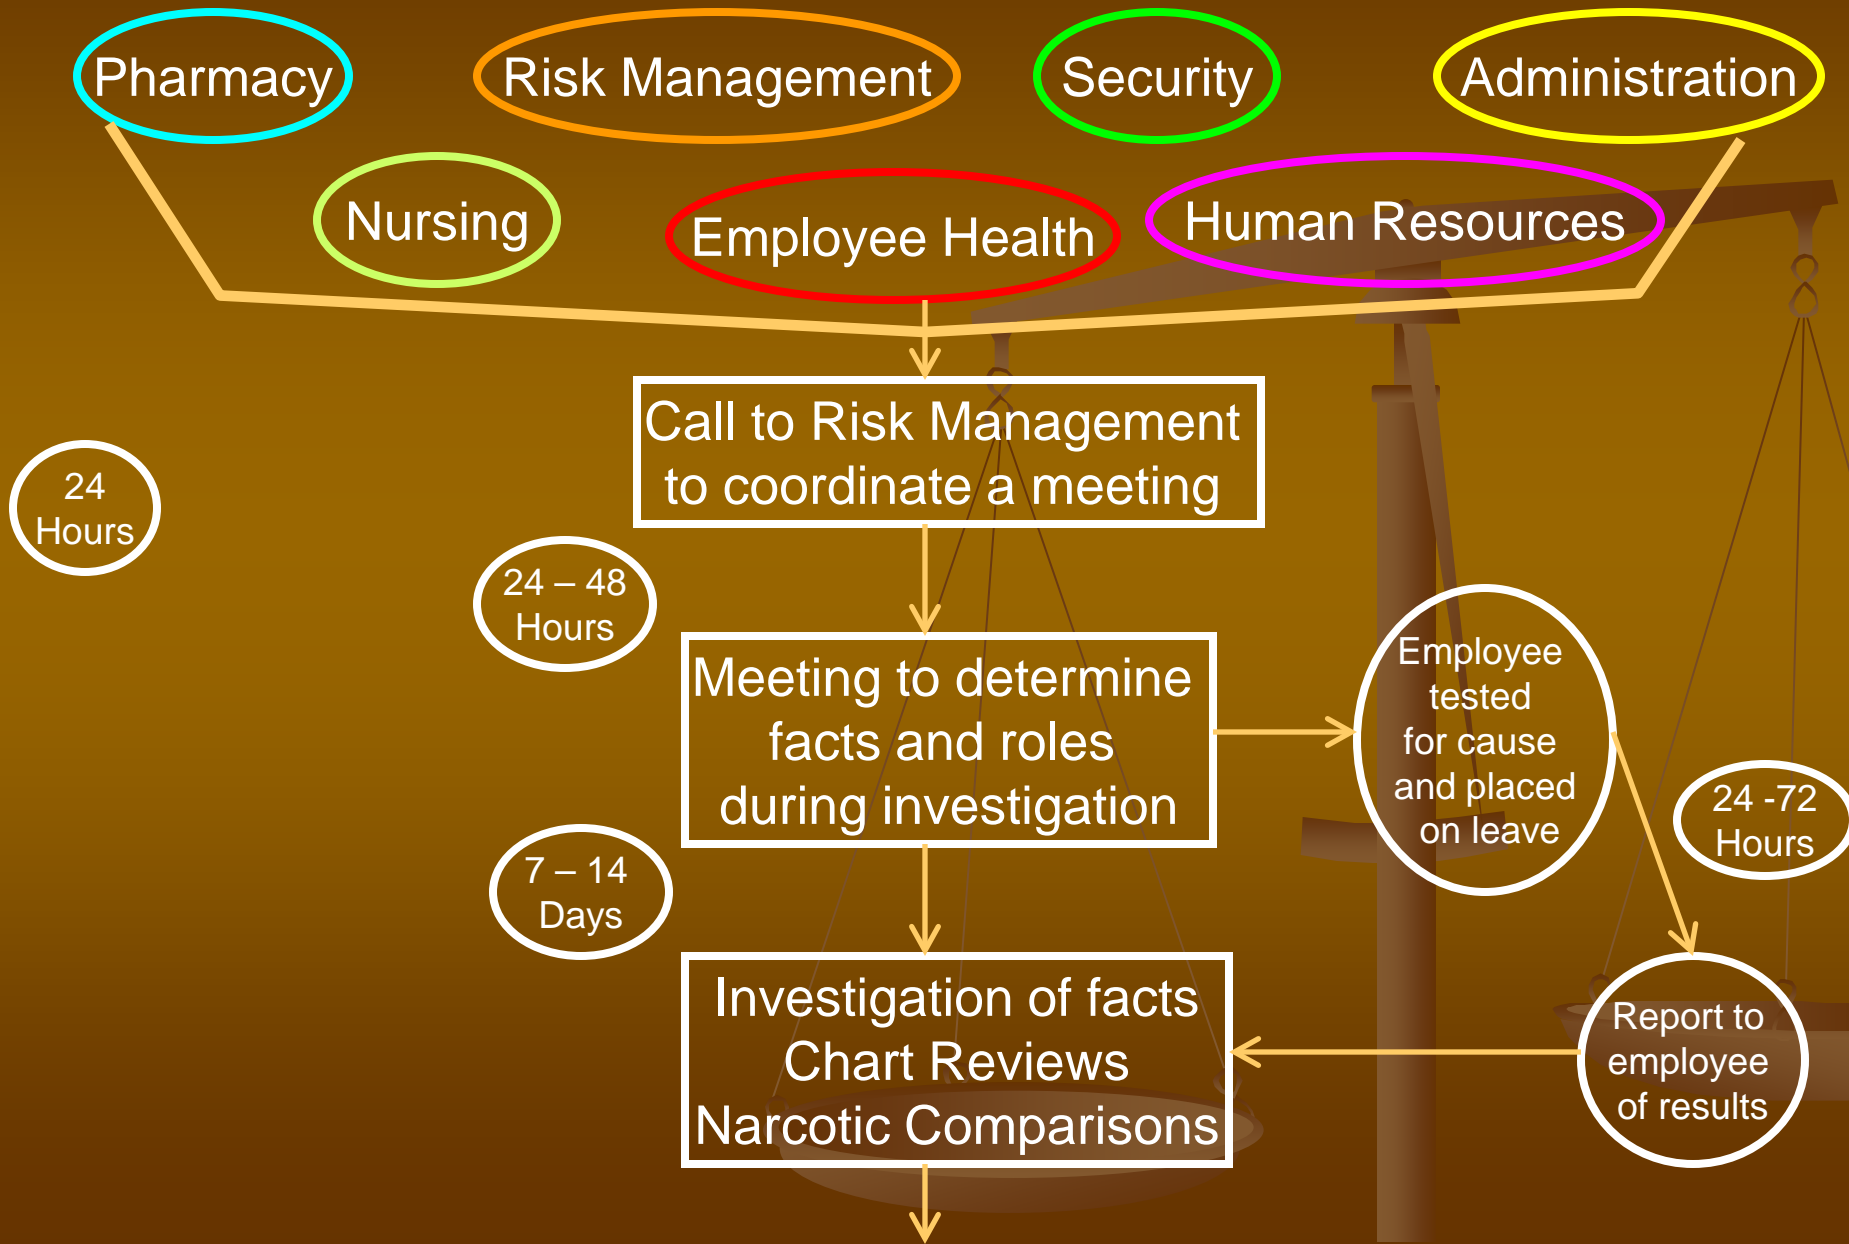 Pharmacy
Risk Management
Security
Administration
Nursing
Employee Health
Human Resources
Call to Risk Management
to coordinate a meeting
24
Hours
24 – 48
Hours
Meeting to determine
facts and roles
during investigation
Employee
tested
for cause
and placed
on leave
24 -72
Hours
7 – 14
Days
Investigation of facts
Chart Reviews
Narcotic Comparisons
Report to
employee
of results